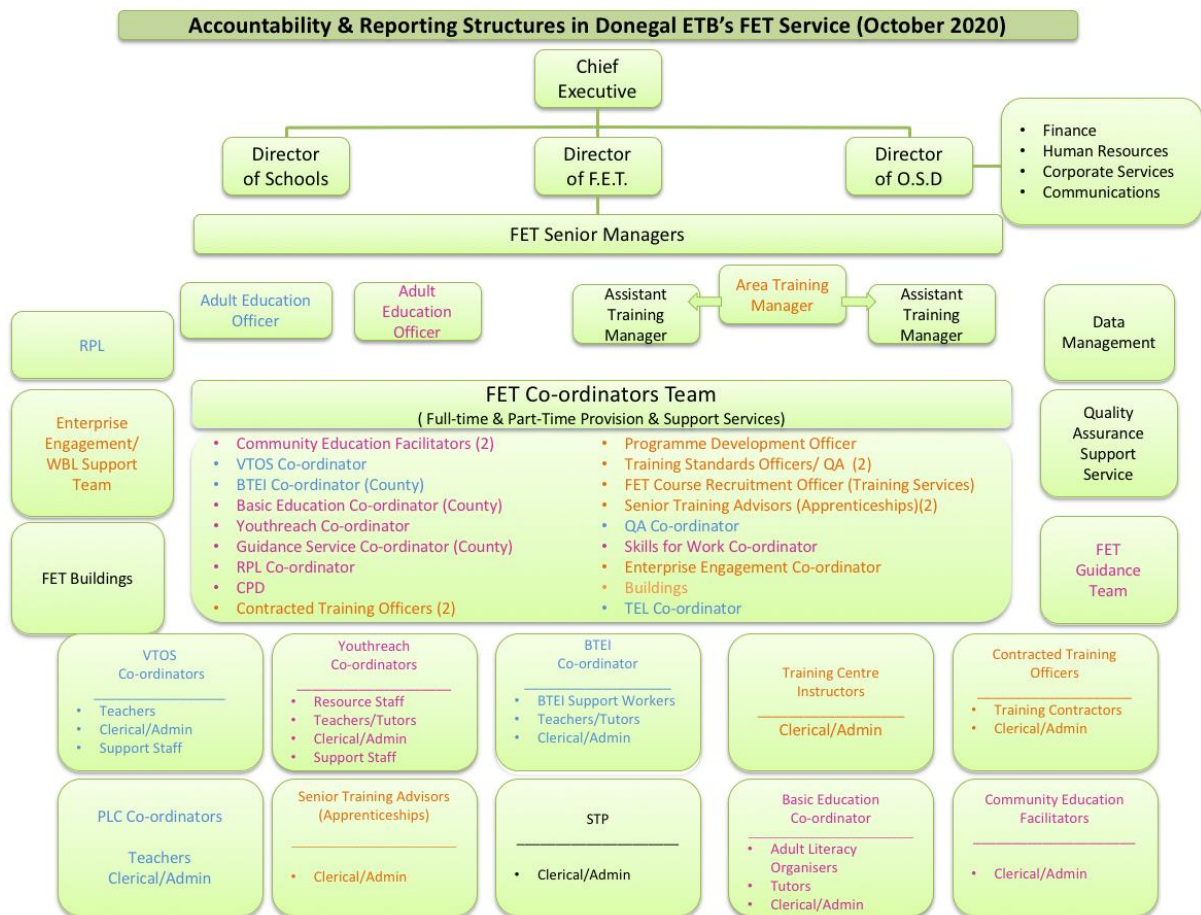 Accountability & Reporting Structures in Donegal ETB's FET Service (October 2020)
Chief
Executive
Director
of Schools
Director
of F.E.T.
Director
of O.S.D
• Finance
• Human Resources
• Corporate Services
• Communications
FET Senior Managers
Adult Education
Officer
Adult
Education
Officer
Assistant
Training
Manager
Area Training
Manager
Assistant
Training
Manager
RPL
Data
Management
Enterprise
Engagement/
WBL Support
Team
FET Co-ordinators Team
( Full-time & Part-Time Provision & Support Services)
Quality
Assurance
Support
Service
• Community Education Facilitators (2)
• VTOS Co-ordinator
• BTEI Co-ordinator (County)
• Basic Education Co-ordinator (County)
• Youthreach Co-ordinator
• Guidance Service Co-ordinator (County)
• RPL Co-ordinator
• CPD
• Contracted Training Officers (2)
• Programme Development Officer
• Training Standards Officers/ QA (2)
• FET Course Recruitment Officer (Training Services)
• Senior Training Advisors (Apprenticeships)(2)
• QA Co-ordinator
• Skills for Work Co-ordinator
• Enterprise Engagement Co-ordinator
• Buildings
• TEL Co-ordinator
FET Buildings
FET
Guidance
Team
VTOS
Co-ordinators
• Teachers
• Clerical/Admin
• Support Staff
Youthreach
Co-ordinators
• Resource Staff
• Teachers/Tutors
• Clerical/Admin
• Support Staff
BTEI
Co-ordinator
• BTEI Support Workers
• Teachers/Tutors
• Clerical/Admin
Training Centre
Instructors
Clerical/Admin
Contracted Training
Officers
• Training Contractors
• Clerical/Admin
PLC Co-ordinators
Teachers
Clerical/Admin
Senior Training Advisors
(Apprenticeships)
• Clerical/Admin
STP
• Clerical/Admin
Basic Education
Co-ordinator
• Adult Literacy
Organisers
• Tutors
• Clerical/Admin
Community Education
Facilitators
• Clerical/Admin